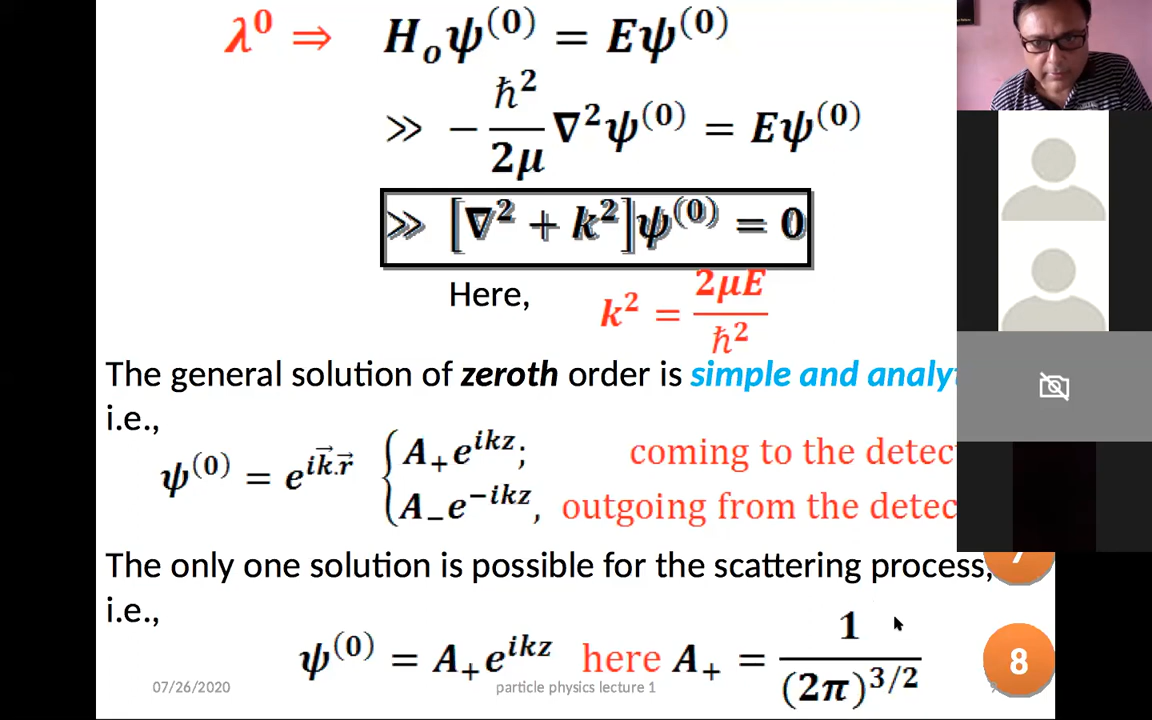 λ⁰ ⇒ Hₒψ⁽⁰⁾ = Eψ⁽⁰⁾
≫ − ℏ²/2μ ∇²ψ⁽⁰⁾ = Eψ⁽⁰⁾
≫ [∇² + k²]ψ⁽⁰⁾ = 0
Here, k² = 2μE/ℏ²
The general solution of zeroth order is simple and analy
i.e.,
ψ⁽⁰⁾ = e^{ik⃗.r⃗} { A₊e^{ikz}; coming to the detec
A₋e^{−ikz}, outgoing from the detec
The only one solution is possible for the scattering process,
i.e.,
ψ⁽⁰⁾ = A₊e^{ikz} here A₊ = 1/(2π)^{3/2}
8
07/26/2020 particle physics lecture 1